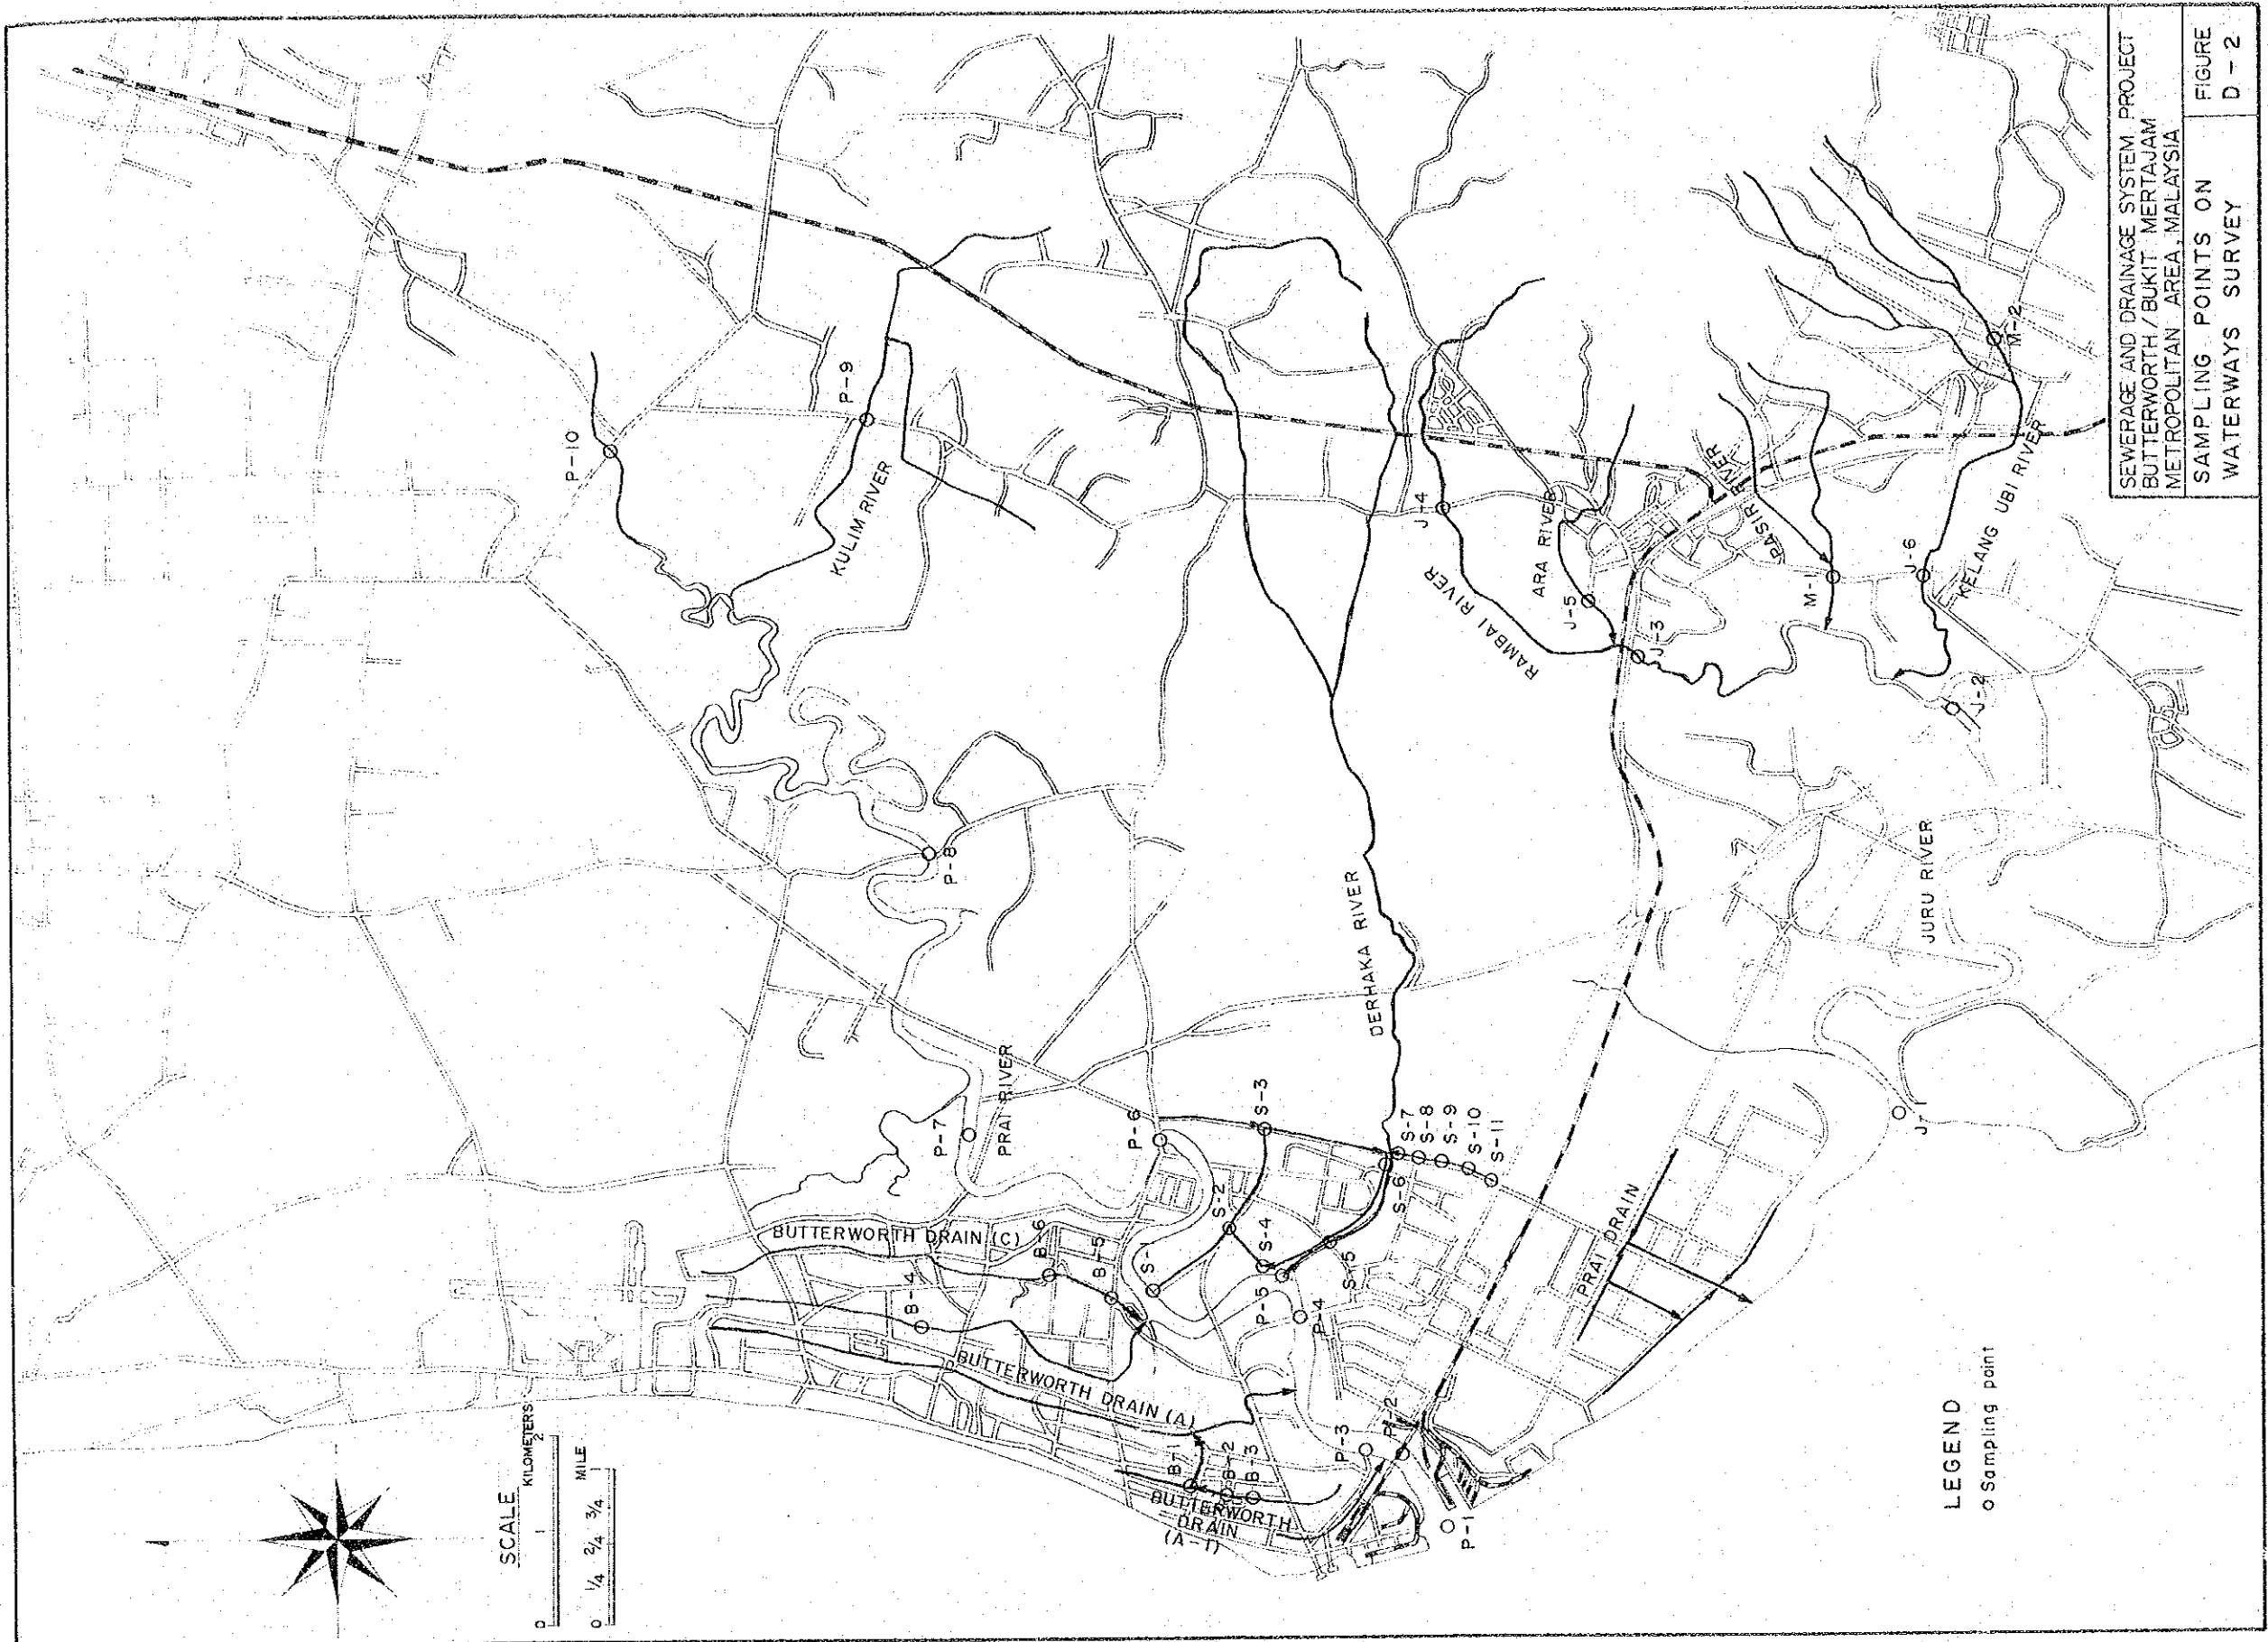 SEWERAGE AND DRAINAGE SYSTEM PROJECT
BUTTERWORTH / BUKIT MERTAJAM
METROPOLITAN AREA, MALAYSIA
SAMPLING POINTS ON
WATERWAYS SURVEY
FIGURE
D - 2
SCALE
KILOMETERS
0 1 2
MILE
0 1/4 2/4 3/4
LEGEND
o Sampling point
BUTTERWORTH DRAIN (C)
BUTTERWORTH DRAIN (A)
BUTTERWORTH
DRAIN
(A-1)
PRAI RIVER
KULIM RIVER
DERHAKA RIVER
RAMBAI RIVER
ARA RIVER
PASIR RIVER
KELANG UBI RIVER
JURU RIVER
PRAI DRAIN
P-1
P-2
P-3
P-4
P-5
P-6
P-7
P-8
P-9
P-10
B-1
B-2
B-3
B-4
B-5
B-6
S-1
S-2
S-3
S-4
S-5
S-6
S-7
S-8
S-9
S-10
S-11
J-1
J-2
J-3
J-4
J-5
J-6
M-1
M-2